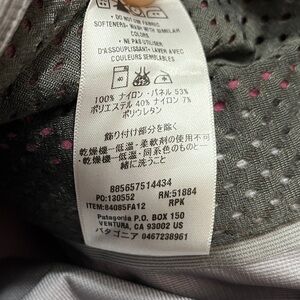 • DO NOT USE FABRIC
SOFTENERS• WASH WITH SIMILAR
COLORS
• NE PAS UTILISER
D'ASSOUPLISSANT• LAVER AVEC
COULEURS SEMBLABLES
40
100% ナイロン・パネル 53%
ポリエステル 40% ナイロン 7%
ポリウレタン
飾り付け部分を除く
・乾燥機—低温・柔軟剤の使用不可
・乾燥機—低温・同系色のものと一
緒に洗うこと
885657514434
PO:130552 RN:51884
ITEM:84085FA12 RPK
Patagonia P.O. BOX 150
VENTURA, CA 93002 US
パタゴニア 0467238961